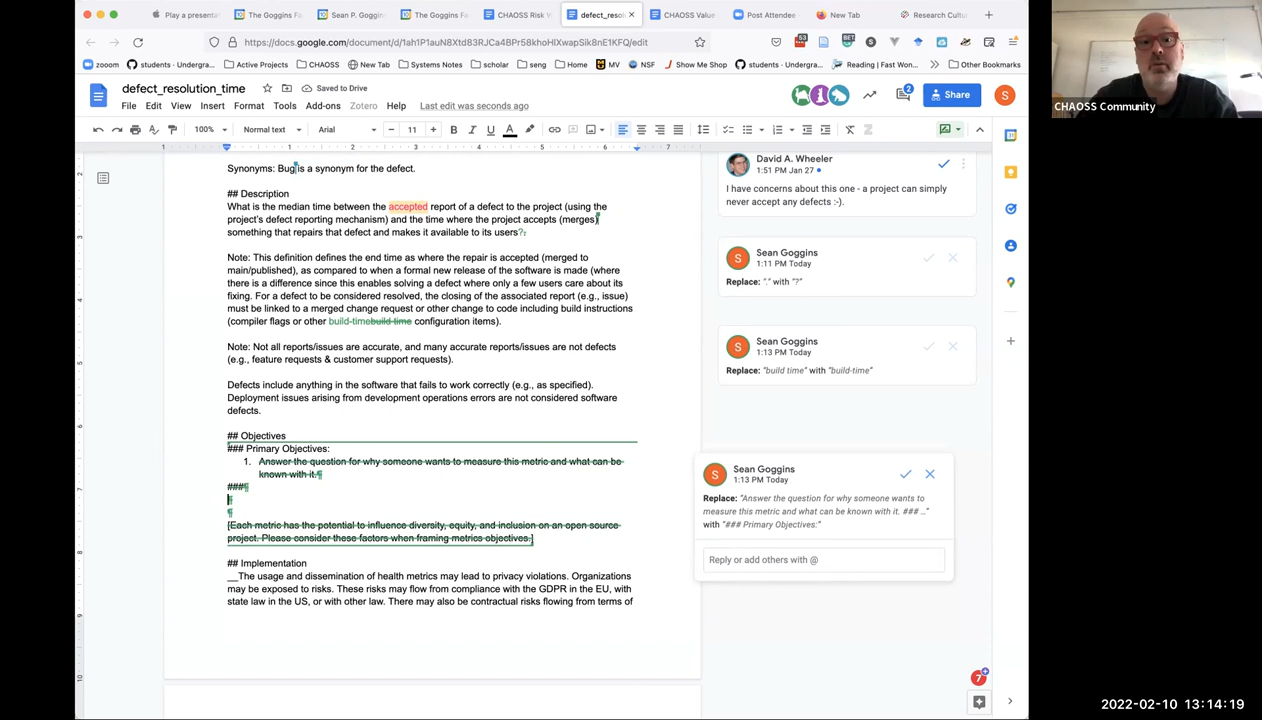 Play a presenta
The Goggins Fa
Sean P. Goggin
The Goggins Fa
CHAOSS Risk W
defect_resolu
CHAOSS Value
Post Attendee
New Tab
Research Cultu
https://docs.google.com/document/d/1ah1P1auN8Xtd83RJCa4BPr58khoHIXwapSik8nE1KFQ/edit
53
zooom
students - Undergra...
Active Projects
CHAOSS
New Tab
Systems Notes
scholar
seng
Home
MV
NSF
Show Me Shop
students - Undergra...
Reading | Fast Won...
Other Bookmarks
defect_resolution_time
Saved to Drive
File Edit View Insert Format Tools Add-ons Zotero Help Last edit was seconds ago
2
Share
S
100%
Normal text
Arial
11
B I U A
1 1 2 3 4 5 6 7
Synonyms: Bug is a synonym for the defect.
## Description
What is the median time between the accepted report of a defect to the project (using the
project's defect reporting mechanism) and the time where the project accepts (merges)
something that repairs that defect and makes it available to its users?.
Note: This definition defines the end time as where the repair is accepted (merged to
main/published), as compared to when a formal new release of the software is made (where
there is a difference since this enables solving a defect where only a few users care about its
fixing. For a defect to be considered resolved, the closing of the associated report (e.g., issue)
must be linked to a merged change request or other change to code including build instructions
(compiler flags or other build-timebuild time configuration items).
Note: Not all reports/issues are accurate, and many accurate reports/issues are not defects
(e.g., feature requests & customer support requests).
Defects include anything in the software that fails to work correctly (e.g., as specified).
Deployment issues arising from development operations errors are not considered software
defects.
## Objectives
### Primary Objectives:
1. Answer the question for why someone wants to measure this metric and what can be
known with it.¶
###¶
¶
¶
[Each metric has the potential to influence diversity, equity, and inclusion on an open source
project. Please consider these factors when framing metrics objectives.]
## Implementation
__The usage and dissemination of health metrics may lead to privacy violations. Organizations
may be exposed to risks. These risks may flow from compliance with the GDPR in the EU, with
state law in the US, or with other law. There may also be contractual risks flowing from terms of
David A. Wheeler
1:51 PM Jan 27
I have concerns about this one - a project can simply
never accept any defects :-).
S
Sean Goggins
1:11 PM Today
Replace: "." with "?"
S
Sean Goggins
1:13 PM Today
Replace: "build time" with "build-time"
S
Sean Goggins
1:13 PM Today
Replace: "Answer the question for why someone wants to
measure this metric and what can be known with it. ### ..."
with "### Primary Objectives:"
Reply or add others with @
7
CHAOSS Community
2022-02-10 13:14:19